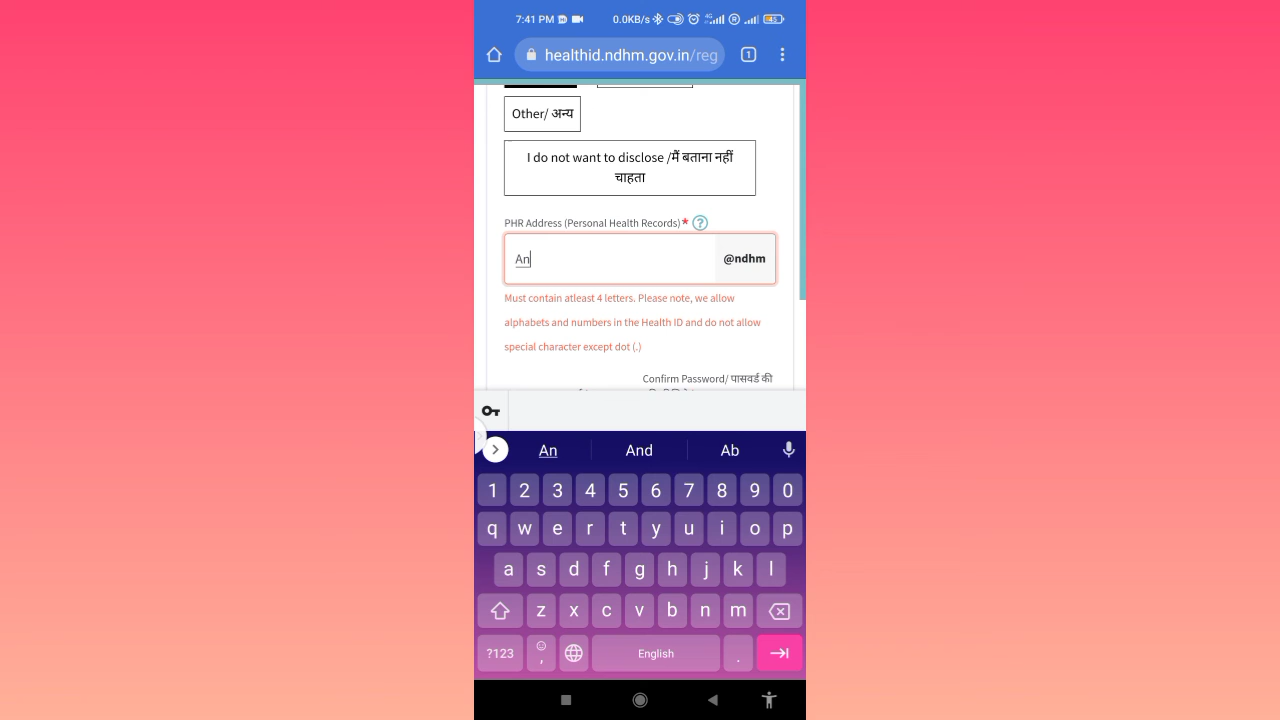 7:41 PM 0.0KB/s 4G R 45
healthid.ndhm.gov.in/reg 1
Other/ अन्य
I do not want to disclose /मैं बताना नहीं
चाहता
PHR Address (Personal Health Records) * ?
An @ndhm
Must contain atleast 4 letters. Please note, we allow
alphabets and numbers in the Health ID and do not allow
special character except dot (.)
Confirm Password/ पासवर्ड की
An And Ab
1 2 3 4 5 6 7 8 9 0
q w e r t y u i o p
a s d f g h j k l
z x c v b n m
?123 , English .